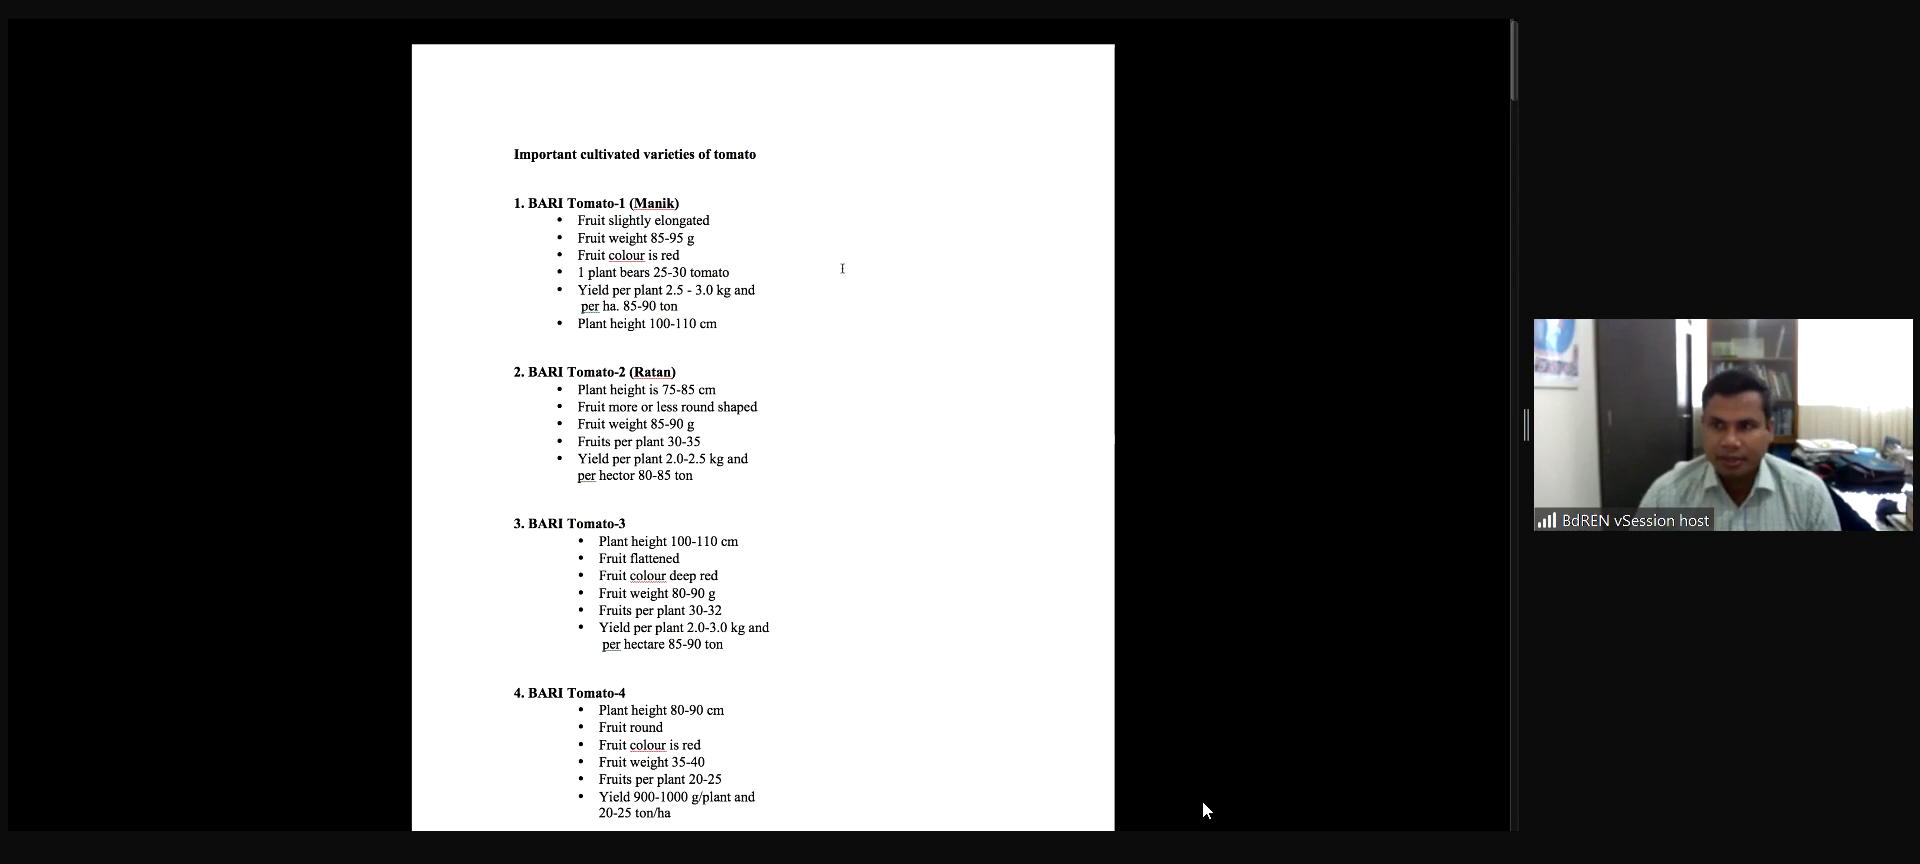 Important cultivated varieties of tomato
1. BARI Tomato-1 (Manik)
• Fruit slightly elongated
• Fruit weight 85-95 g
• Fruit colour is red
• 1 plant bears 25-30 tomato
• Yield per plant 2.5 - 3.0 kg and
per ha. 85-90 ton
• Plant height 100-110 cm
2. BARI Tomato-2 (Ratan)
• Plant height is 75-85 cm
• Fruit more or less round shaped
• Fruit weight 85-90 g
• Fruits per plant 30-35
• Yield per plant 2.0-2.5 kg and
per hector 80-85 ton
3. BARI Tomato-3
• Plant height 100-110 cm
• Fruit flattened
• Fruit colour deep red
• Fruit weight 80-90 g
• Fruits per plant 30-32
• Yield per plant 2.0-3.0 kg and
per hectare 85-90 ton
4. BARI Tomato-4
• Plant height 80-90 cm
• Fruit round
• Fruit colour is red
• Fruit weight 35-40
• Fruits per plant 20-25
• Yield 900-1000 g/plant and
20-25 ton/ha
BdREN vSession host